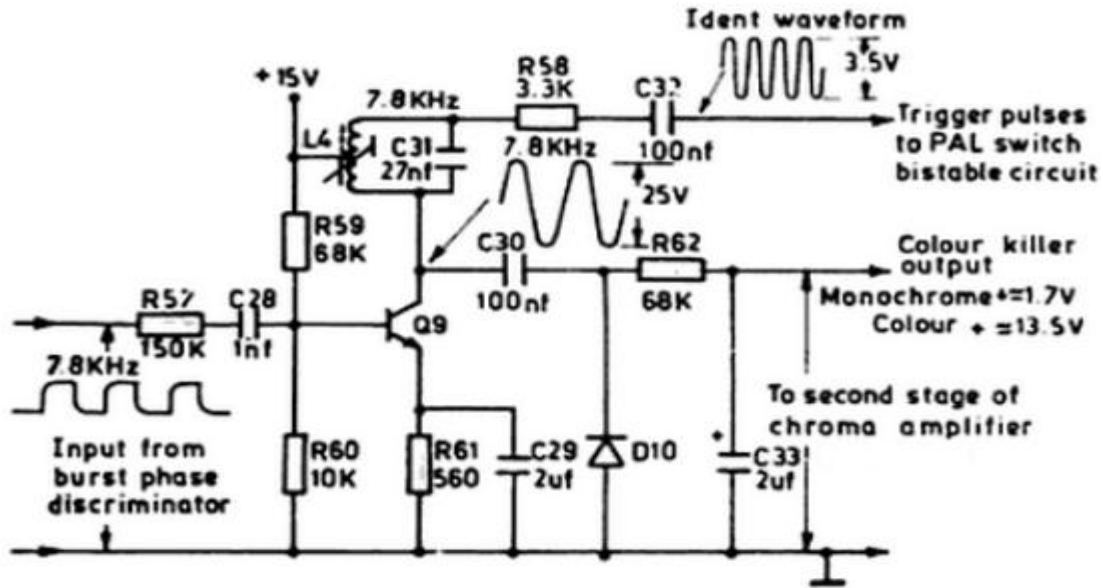 Ident waveform
3.5V
+15V
R58
3.3K
C32
100nf
7.8KHz
L4
C31
27nf
7.8KHz
25V
Trigger pulses
to PAL switch
bistable circuit
R59
68K
C30
100nf
R62
68K
Colour killer
output
Monochrome +≃1.7V
Colour + ≃13.5V
R57
150K
C28
1nf
Q9
7.8KHz
To second stage of
chroma amplifier
Input from
burst phase
discriminator
R60
10K
R61
560
C29
2uf
D10
+
C33
2uf